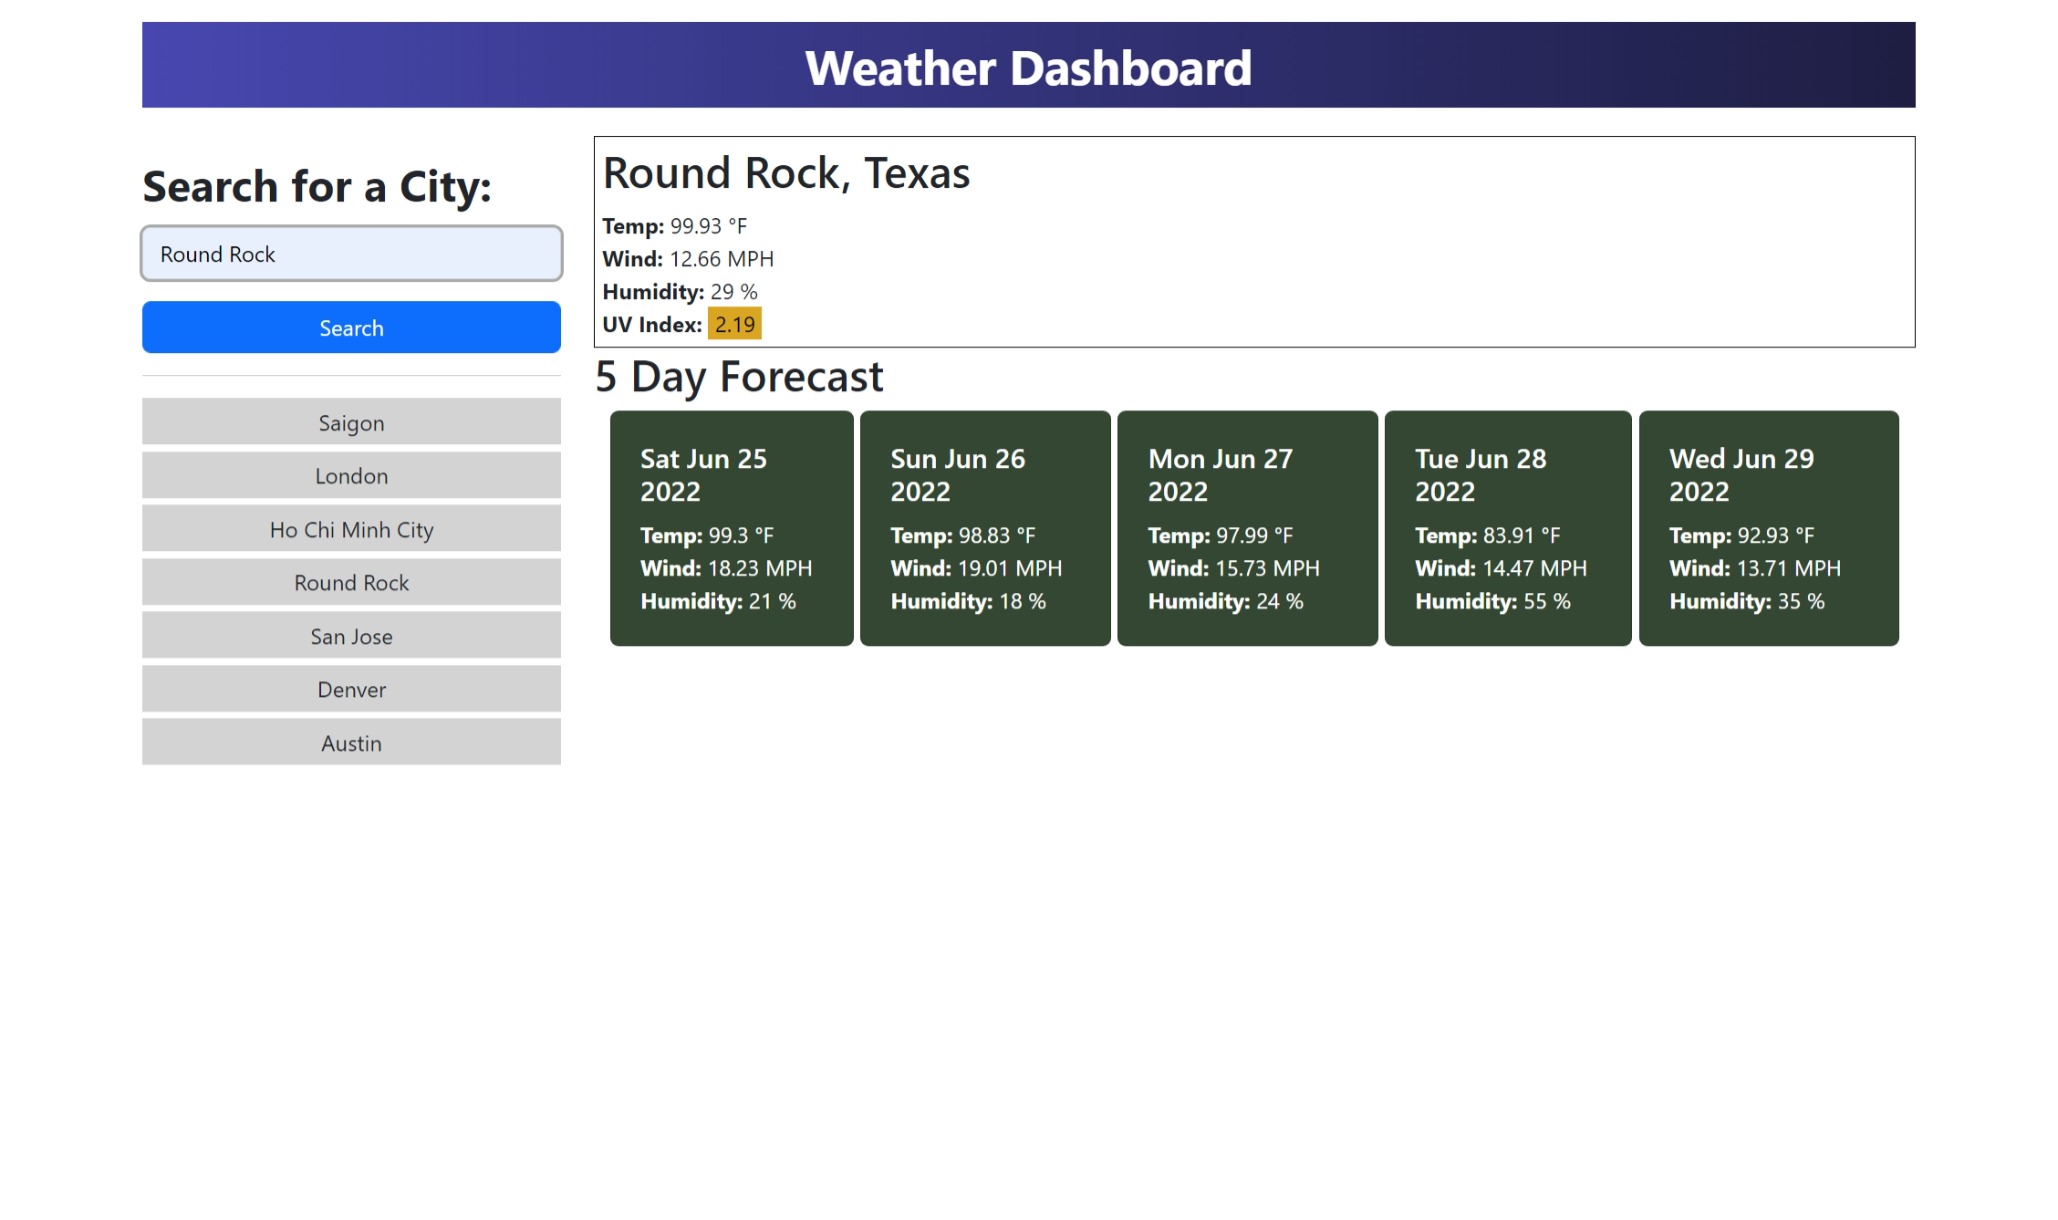 Weather Dashboard
Search for a City:
Round Rock
Search
Saigon
London
Ho Chi Minh City
Round Rock
San Jose
Denver
Austin
Round Rock, Texas
Temp: 99.93 °F
Wind: 12.66 MPH
Humidity: 29 %
UV Index: 2.19
5 Day Forecast
Sat Jun 25
2022
Temp: 99.3 °F
Wind: 18.23 MPH
Humidity: 21 %
Sun Jun 26
2022
Temp: 98.83 °F
Wind: 19.01 MPH
Humidity: 18 %
Mon Jun 27
2022
Temp: 97.99 °F
Wind: 15.73 MPH
Humidity: 24 %
Tue Jun 28
2022
Temp: 83.91 °F
Wind: 14.47 MPH
Humidity: 55 %
Wed Jun 29
2022
Temp: 92.93 °F
Wind: 13.71 MPH
Humidity: 35 %